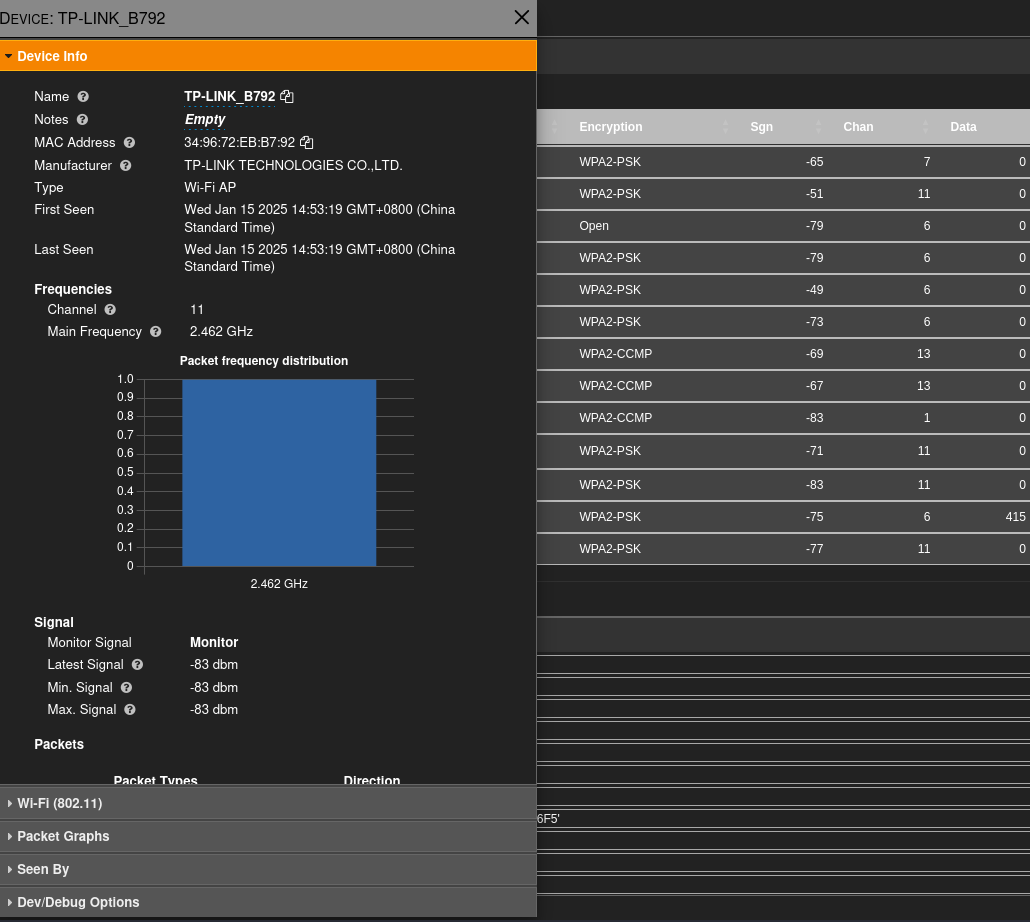 DEVICE: TP-LINK_B792
Device Info
Name
TP-LINK_B792
Notes
Empty
MAC Address
34:96:72:EB:B7:92
Manufacturer
TP-LINK TECHNOLOGIES CO.,LTD.
Type
Wi-Fi AP
First Seen
Wed Jan 15 2025 14:53:19 GMT+0800 (China
Standard Time)
Last Seen
Wed Jan 15 2025 14:53:19 GMT+0800 (China
Standard Time)
Frequencies
Channel
11
Main Frequency
2.462 GHz
Packet frequency distribution
1.0
0.9
0.8
0.7
0.6
0.5
0.4
0.3
0.2
0.1
0
2.462 GHz
Signal
Monitor Signal
Monitor
Latest Signal
-83 dbm
Min. Signal
-83 dbm
Max. Signal
-83 dbm
Packets
Packet Types
Direction
Wi-Fi (802.11)
Packet Graphs
Seen By
Dev/Debug Options
Encryption Sgn Chan Data
WPA2-PSK -65 7 0
WPA2-PSK -51 11 0
Open -79 6 0
WPA2-PSK -79 6 0
WPA2-PSK -49 6 0
WPA2-PSK -73 6 0
WPA2-CCMP -69 13 0
WPA2-CCMP -67 13 0
WPA2-CCMP -83 1 0
WPA2-PSK -71 11 0
WPA2-PSK -83 11 0
WPA2-PSK -75 6 415
WPA2-PSK -77 11 0
6F5'